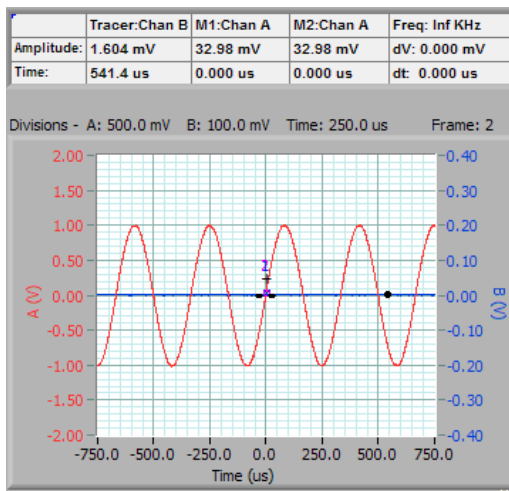 Tracer:Chan B M1:Chan A M2:Chan A Freq: Inf KHz
Amplitude: 1.604 mV 32.98 mV 32.98 mV dV: 0.000 mV
Time: 541.4 us 0.000 us 0.000 us dt: 0.000 us
Divisions - A: 500.0 mV B: 100.0 mV Time: 250.0 us Frame: 2
2.00 0.40
1.50 0.30
1.00 0.20
0.50 0.10
0.00 0.00
-0.50 -0.10
-1.00 -0.20
-1.50 -0.30
-2.00 -0.40
A (V)
B (V)
-750.0 -500.0 -250.0 0.0 250.0 500.0 750.0
Time (us)